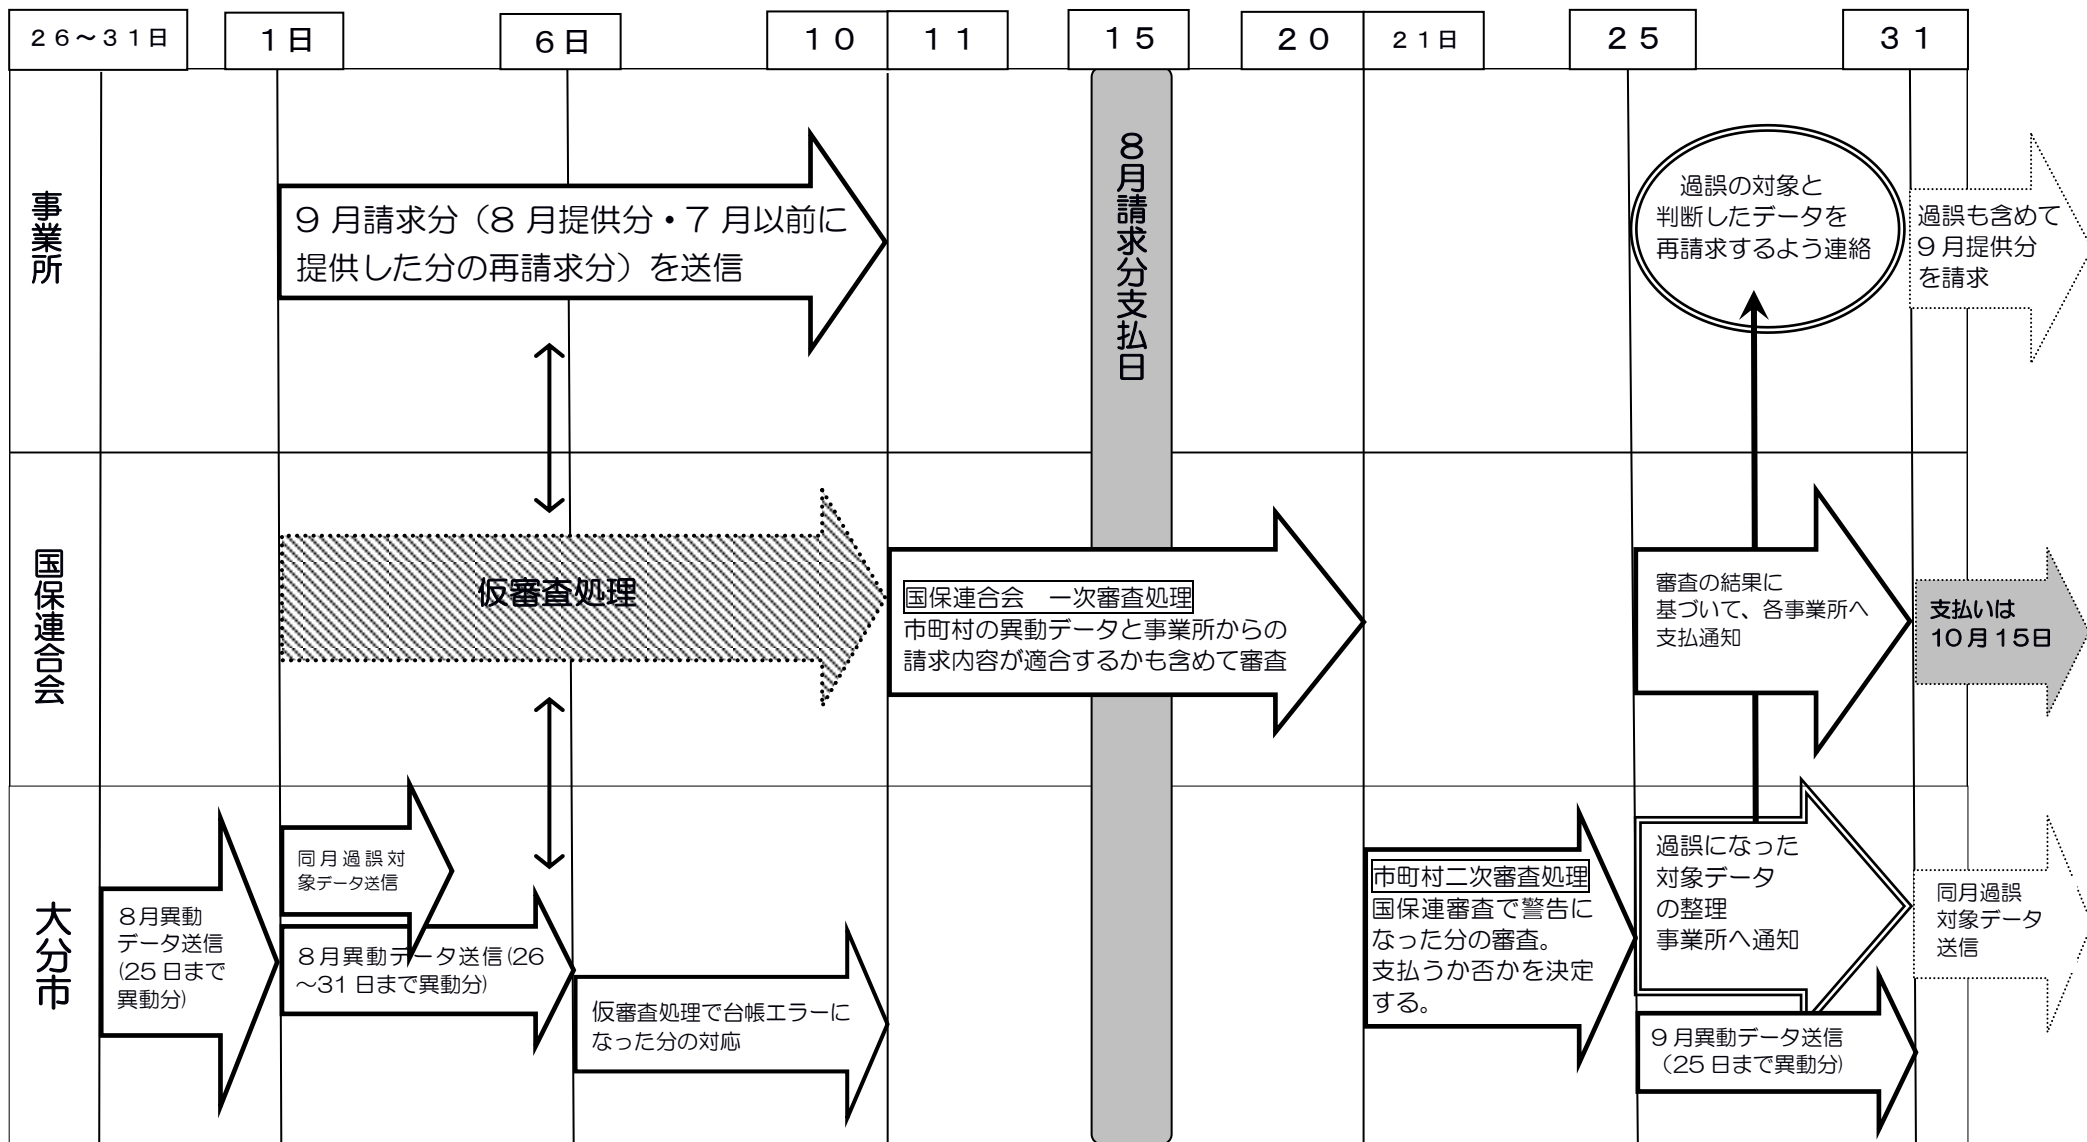 26～31日
1日
6日
10
11
15
20
21日
25
31
事業所
9月請求分（8月提供分・7月以前に
提供した分の再請求分）を送信
8月請求分支払日
過誤の対象と
判断したデータを
再請求するよう連絡
過誤も含めて
9月提供分
を請求
国保連合会
仮審査処理
国保連合会　一次審査処理
市町村の異動データと事業所からの
請求内容が適合するかも含めて審査
審査の結果に
基づいて、各事業所へ
支払通知
支払いは
10月15日
大分市
8月異動
データ送信
(25日まで
異動分)
同月過誤対
象データ送信
8月異動データ送信(26
～31日まで異動分)
仮審査処理で台帳エラーに
なった分の対応
市町村二次審査処理
国保連審査で警告に
なった分の審査。
支払うか否かを決定
する。
過誤になった
対象データ
の整理
事業所へ通知
9月異動データ送信
（25日まで異動分)
同月過誤
対象データ
送信